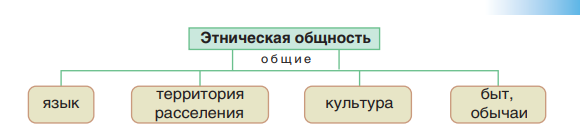 Этническая общность
общие
язык
территория
расселения
культура
быт,
обычаи